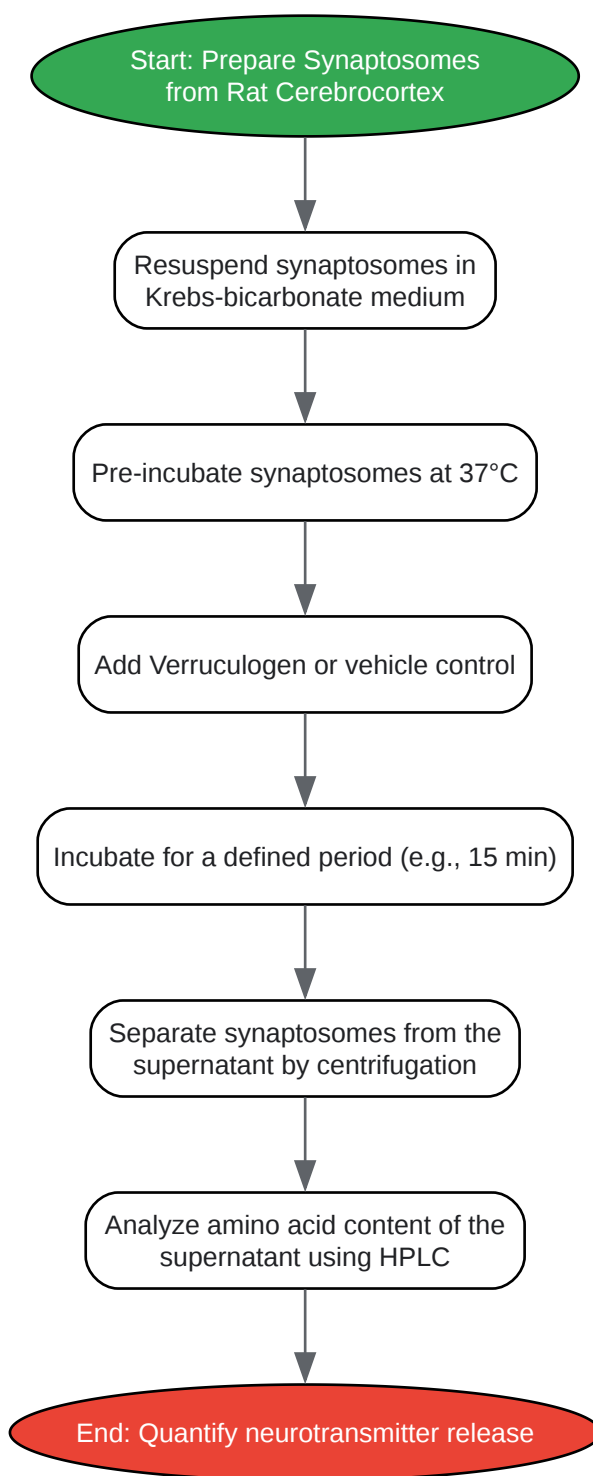 Start: Prepare Synaptosomes
from Rat Cerebrocortex
Resuspend synaptosomes in
Krebs-bicarbonate medium
Pre-incubate synaptosomes at 37°C
Add Verruculogen or vehicle control
Incubate for a defined period (e.g., 15 min)
Separate synaptosomes from the
supernatant by centrifugation
Analyze amino acid content of the
supernatant using HPLC
End: Quantify neurotransmitter release